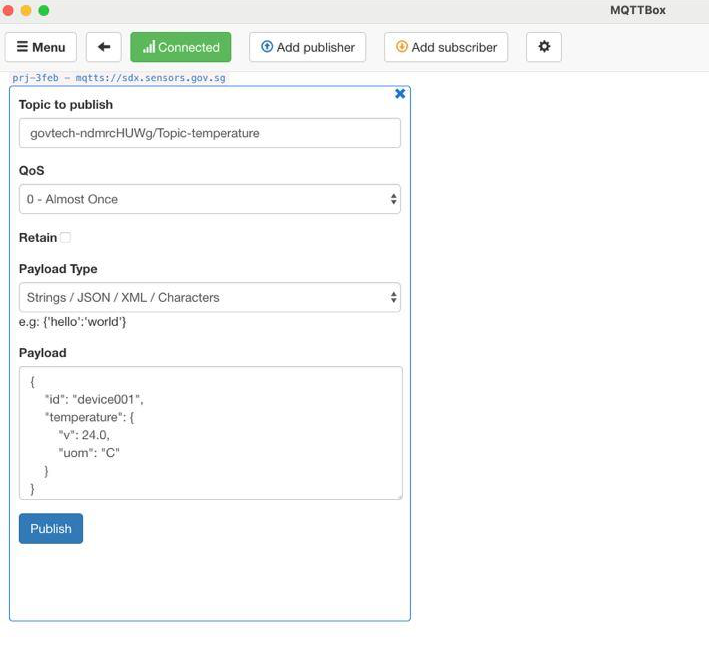 MQTTBox
Menu
Connected
Add publisher
Add subscriber
prj-3feb - mqtts://sdx.sensors.gov.sg
Topic to publish
govtech-ndmrcHUWg/Topic-temperature
QoS
0 - Almost Once
Retain
Payload Type
Strings / JSON / XML / Characters
e.g: {'hello':'world'}
Payload
{
"id": "device001",
"temperature": {
"v": 24.0,
"uom": "C"
}
}
Publish